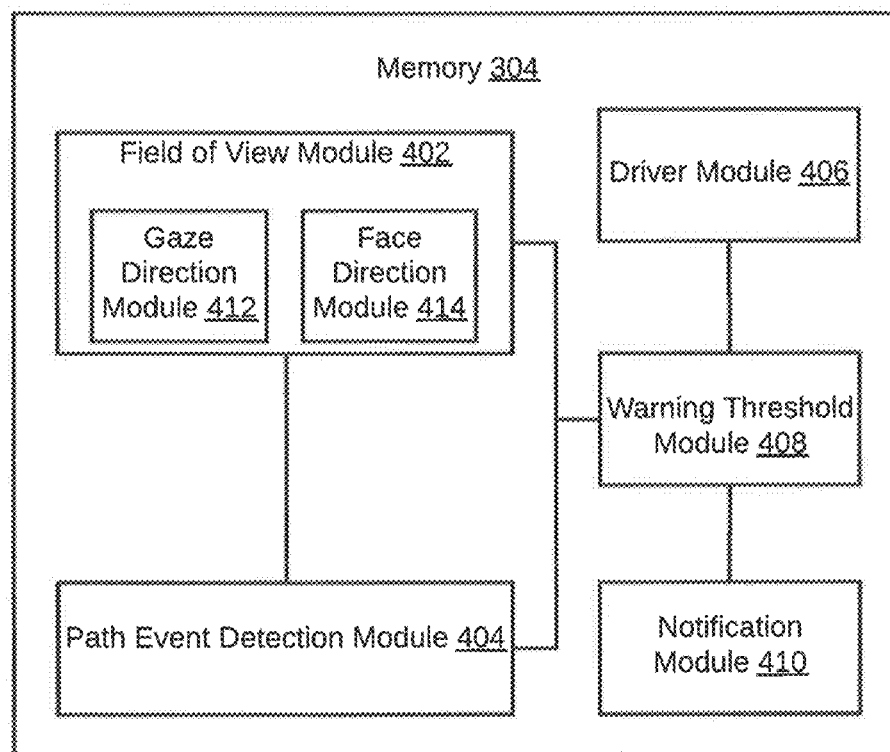 Memory 304
Field of View Module 402
Gaze
Direction
Module 412
Face
Direction
Module 414
Driver Module 406
Warning Threshold
Module 408
Path Event Detection Module 404
Notification
Module 410